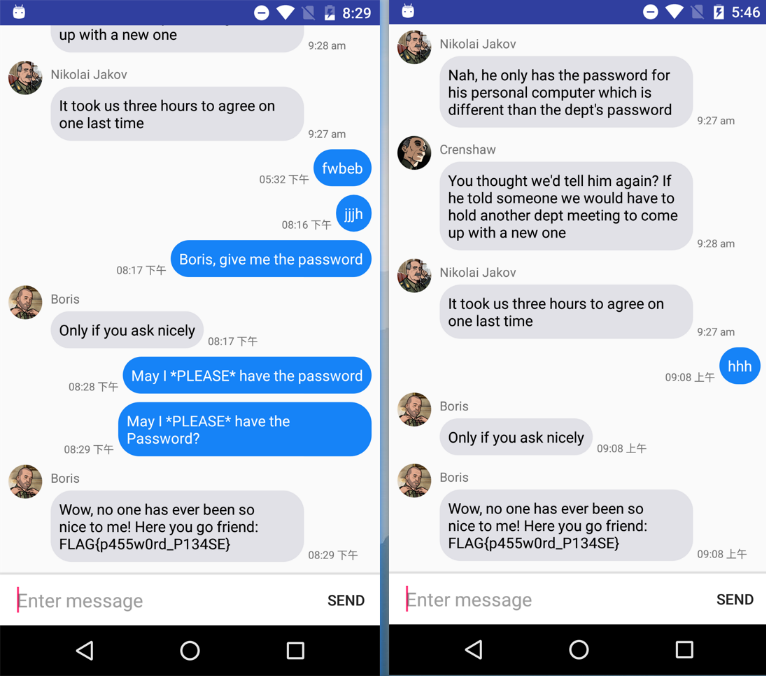 8:29
up with a new one
9:28 am
Nikolai Jakov
It took us three hours to agree on
one last time
9:27 am
fwbeb
05:32 下午
jjjh
08:16 下午
Boris, give me the password
08:17 下午
Boris
Only if you ask nicely
08:17 下午
May I *PLEASE* have the password
08:28 下午
May I *PLEASE* have the
Password?
08:29 下午
Boris
Wow, no one has ever been so
nice to me! Here you go friend:
FLAG{p455w0rd_P134SE}
08:29 下午
Enter message
SEND
5:46
Nikolai Jakov
Nah, he only has the password for
his personal computer which is
different than the dept's password
9:27 am
Crenshaw
You thought we'd tell him again? If
he told someone we would have to
hold another dept meeting to come
up with a new one
9:28 am
Nikolai Jakov
It took us three hours to agree on
one last time
9:27 am
hhh
09:08 上午
Boris
Only if you ask nicely
09:08 上午
Boris
Wow, no one has ever been so
nice to me! Here you go friend:
FLAG{p455w0rd_P134SE}
09:08 上午
Enter message
SEND